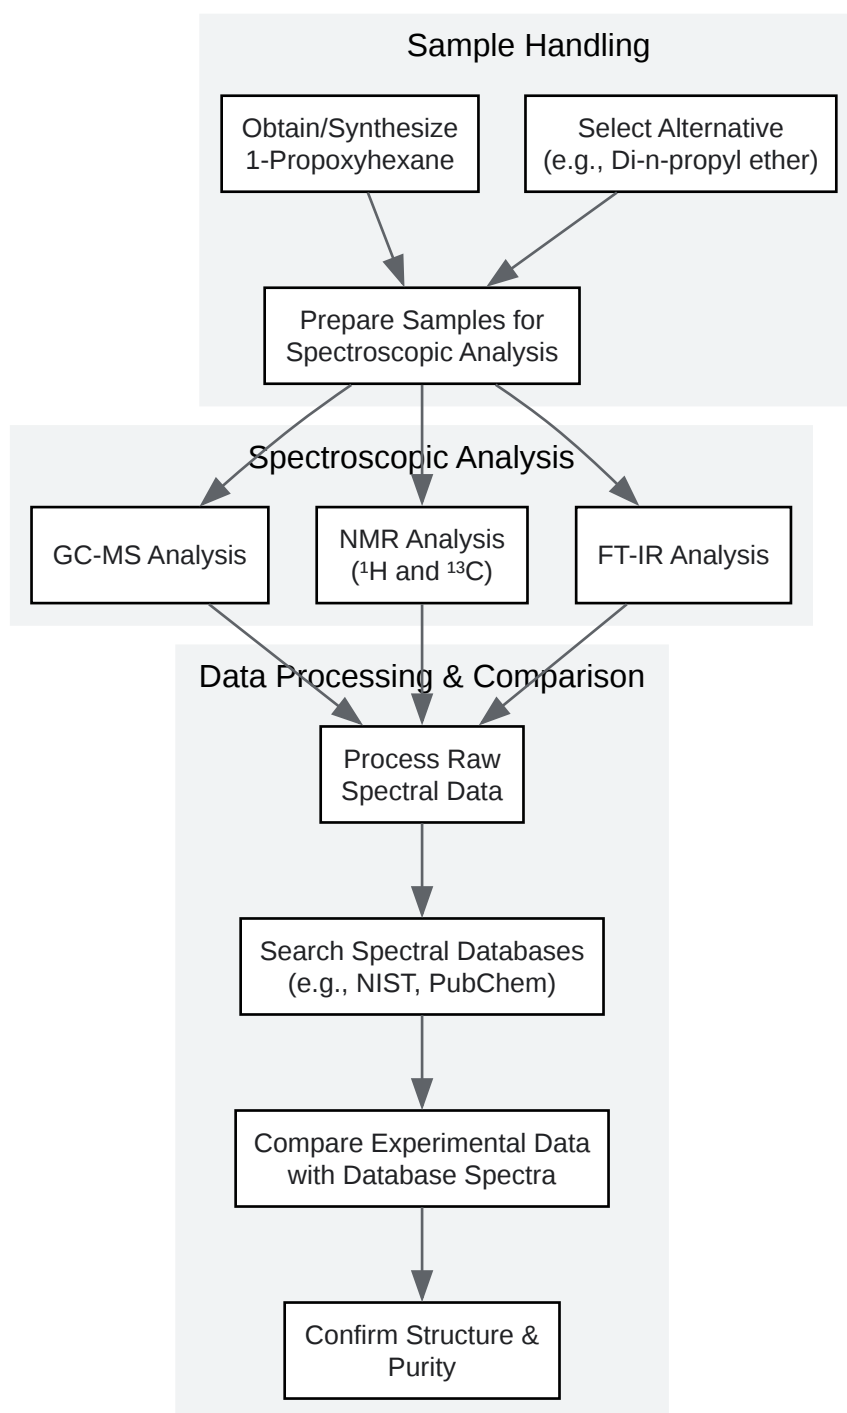 Sample Handling
Obtain/Synthesize
1-Propoxyhexane
Select Alternative
(e.g., Di-n-propyl ether)
Prepare Samples for
Spectroscopic Analysis
Spectroscopic Analysis
GC-MS Analysis
NMR Analysis
(¹H and ¹³C)
FT-IR Analysis
Data Processing & Comparison
Process Raw
Spectral Data
Search Spectral Databases
(e.g., NIST, PubChem)
Compare Experimental Data
with Database Spectra
Confirm Structure &
Purity